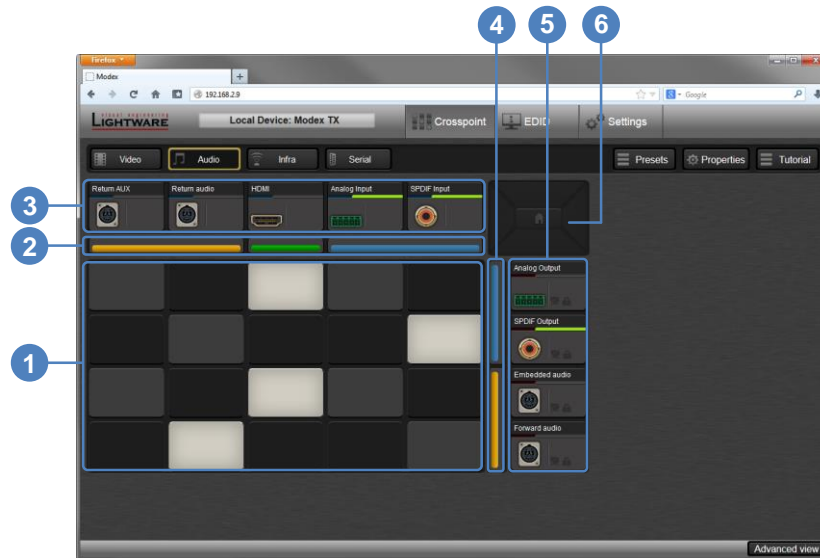 4 5 6
Firefox
Modex +
192.168.2.9 Google
LIGHTWARE Local Device: Modex TX Crosspoint EDID Settings
Video Audio Infra Serial Presets Properties Tutorial
Return AUX Return audio HDMI Analog Input SPDIF Input
3
2
Analog Output
SPDIF Output
1
Embedded audio
Forward audio
Advanced view